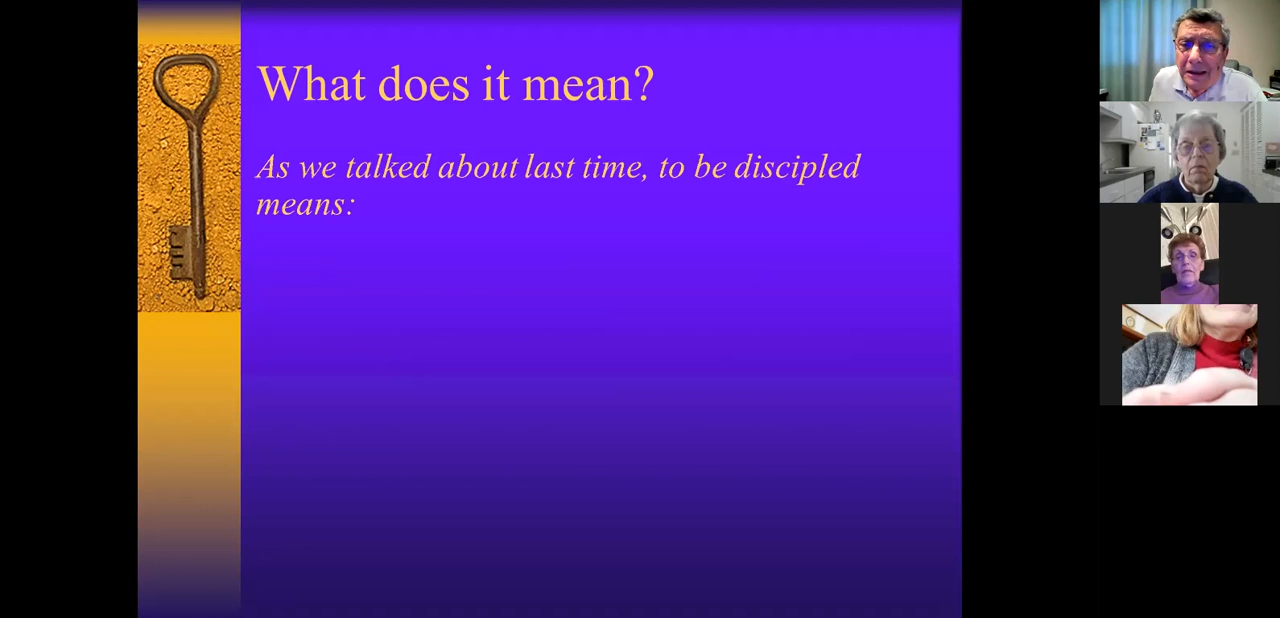 What does it mean?
As we talked about last time, to be discipled
means: